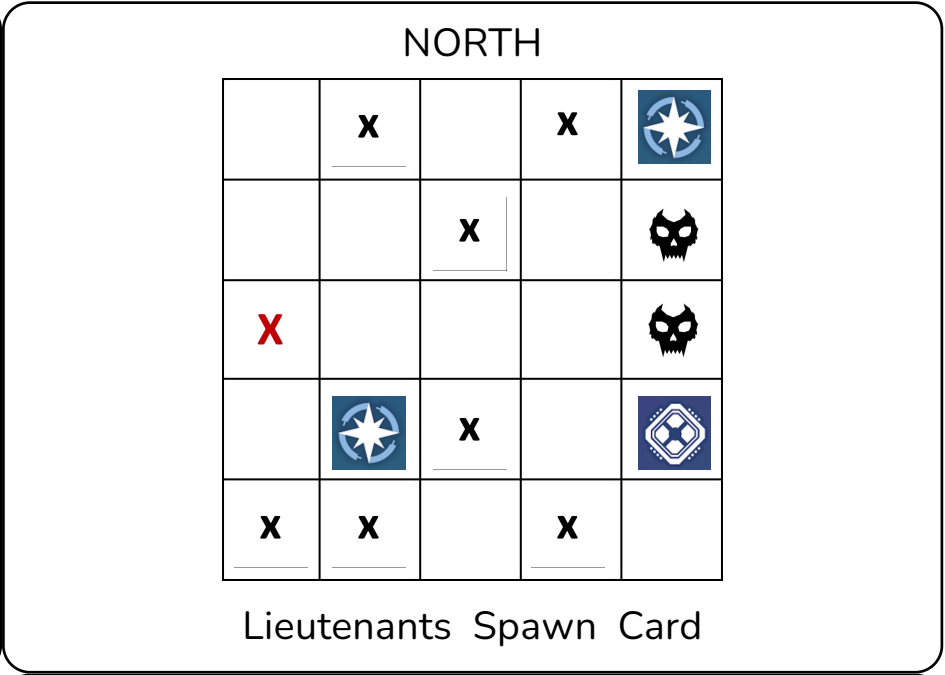 NORTH
X X
X
X
X
X X X
Lieutenants Spawn Card